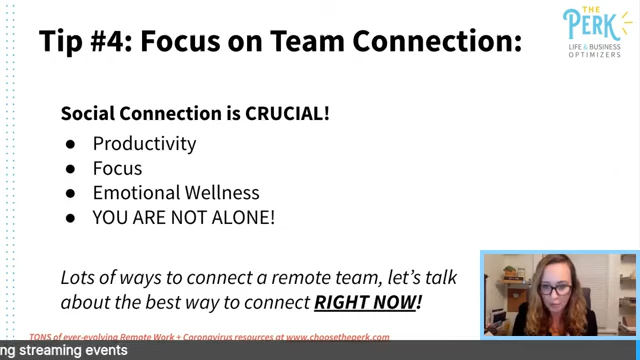 THE
PERK
LIFE & BUSINESS
OPTIMIZERS
Tip #4: Focus on Team Connection:
Social Connection is CRUCIAL!
● Productivity
● Focus
● Emotional Wellness
● YOU ARE NOT ALONE!
Lots of ways to connect a remote team, let’s talk
about the best way to connect RIGHT NOW!
TONS of ever-evolving Remote Work + Coronavirus resources at www.choosetheperk.com
ng streaming events